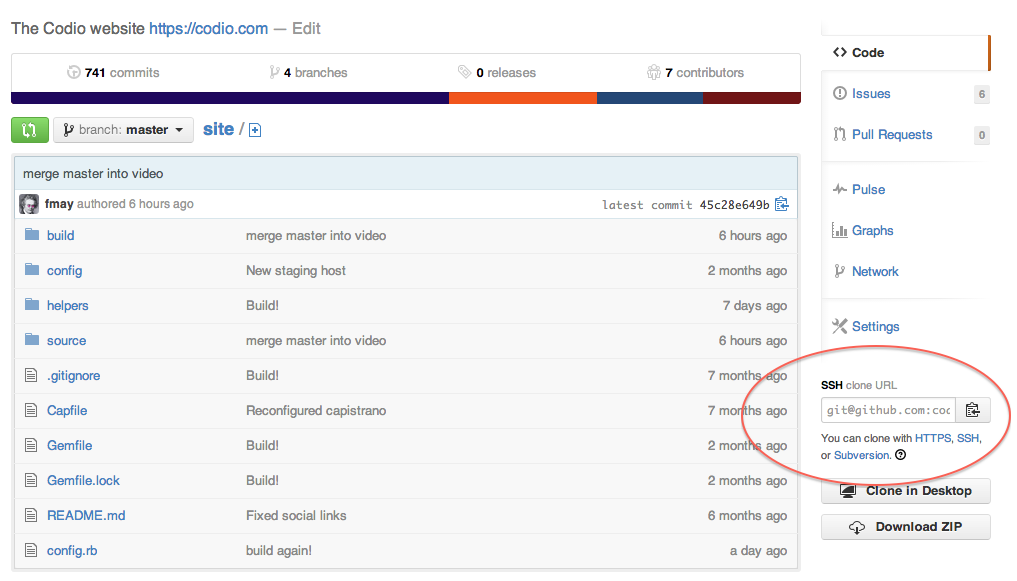 The Codio website https://codio.com — Edit
741 commits 4 branches 0 releases 7 contributors
branch: master site /
merge master into video
fmay authored 6 hours ago latest commit 45c28e649b
build merge master into video 6 hours ago
config New staging host 2 months ago
helpers Build! 7 days ago
source merge master into video 6 hours ago
.gitignore Build! 7 months ago
Capfile Reconfigured capistrano 7 months ago
Gemfile Build! 2 months ago
Gemfile.lock Build! 2 months ago
README.md Fixed social links 6 months ago
config.rb build again! a day ago
Code
Issues 6
Pull Requests 0
Pulse
Graphs
Network
Settings
SSH clone URL
git@github.com:coc
You can clone with HTTPS, SSH,
or Subversion.
Clone in Desktop
Download ZIP